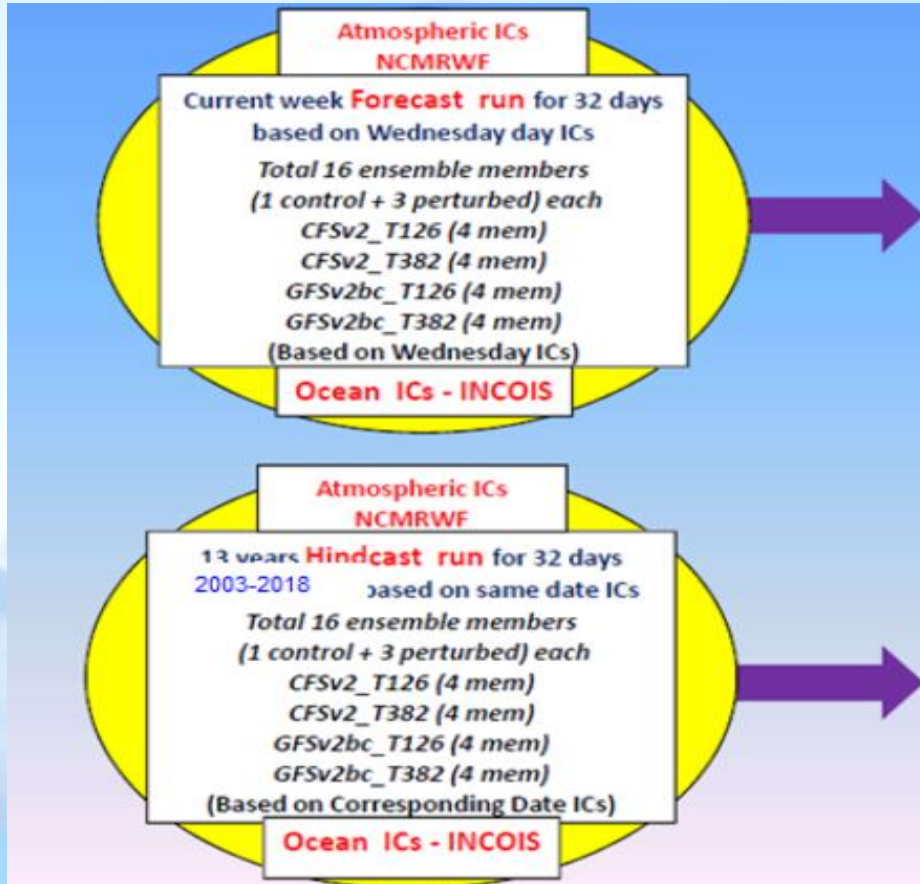 Atmospheric ICs
NCMRWF
Current week Forecast run for 32 days
based on Wednesday day ICs
Total 16 ensemble members
(1 control + 3 perturbed) each
CFSv2_T126 (4 mem)
CFSv2_T382 (4 mem)
GFSv2bc_T126 (4 mem)
GFSv2bc_T382 (4 mem)
(Based on Wednesday ICs)
Ocean ICs - INCOIS
Atmospheric ICs
NCMRWF
13 years Hindcast run for 32 days
2003-2018 based on same date ICs
Total 16 ensemble members
(1 control + 3 perturbed) each
CFSv2_T126 (4 mem)
CFSv2_T382 (4 mem)
GFSv2bc_T126 (4 mem)
GFSv2bc_T382 (4 mem)
(Based on Corresponding Date ICs)
Ocean ICs - INCOIS